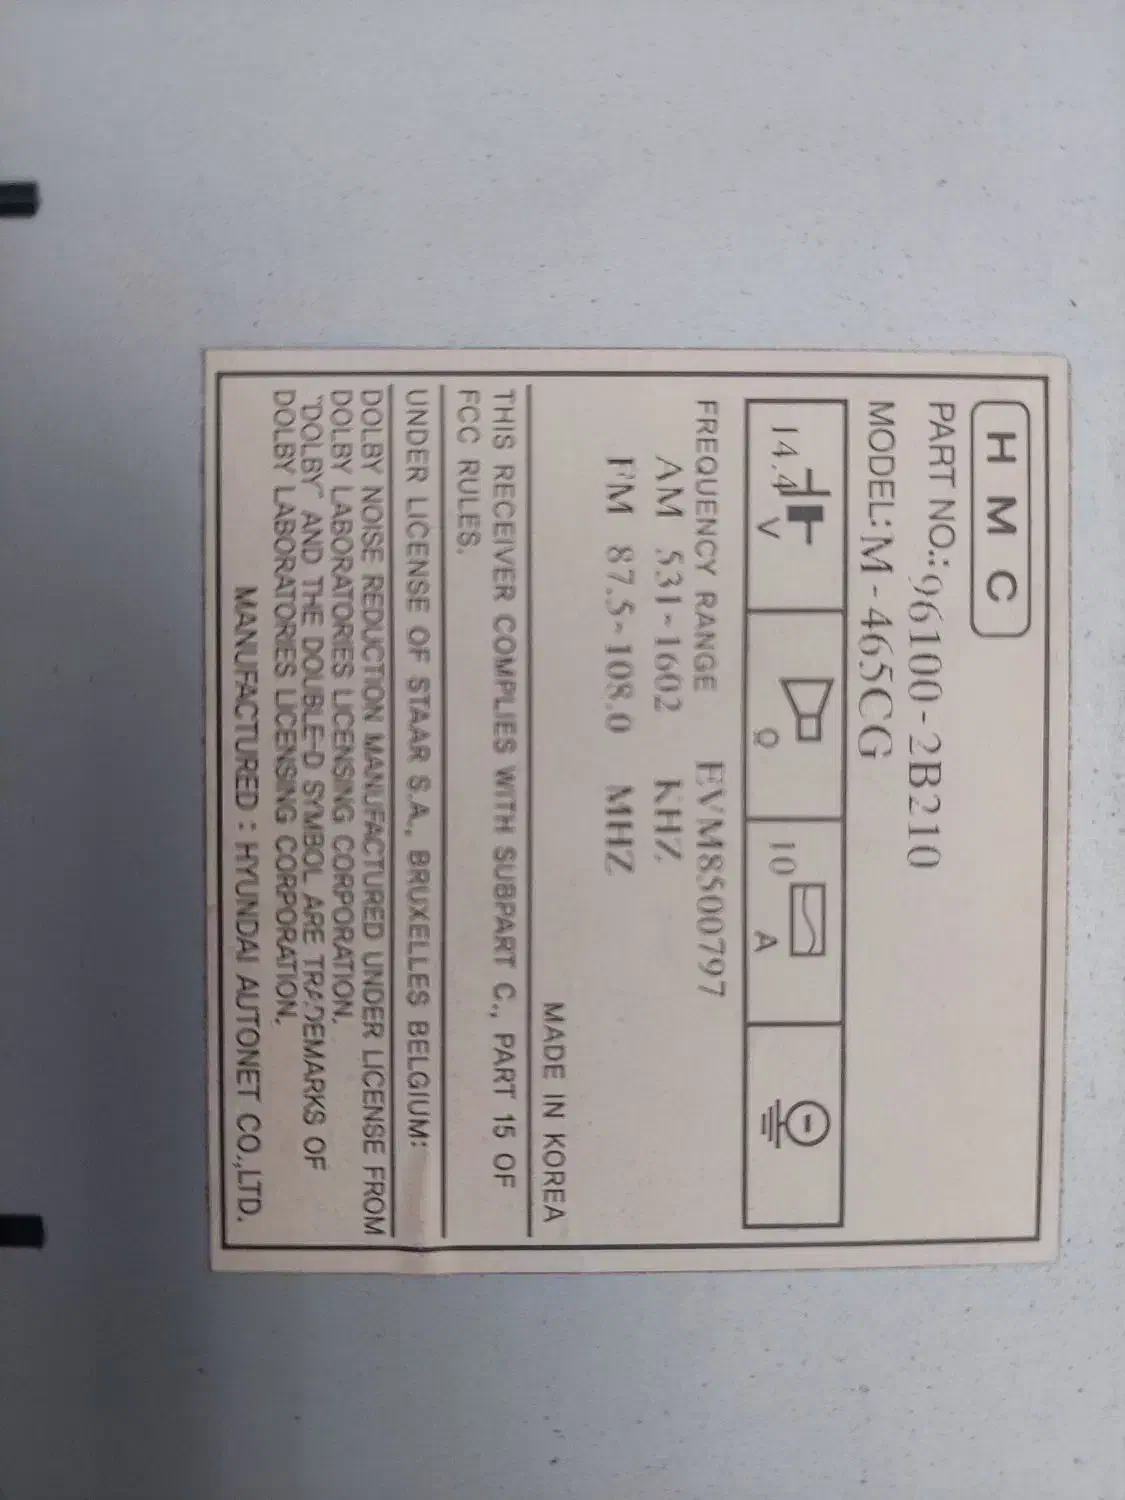 H M C
PART NO.:96100-2B210
MODEL:M-465CG
14.4 V Ω 10 A
FREQUENCY RANGE EVM8500797
AM 531-1602 KHZ
FM 87.5-108.0 MHZ
MADE IN KOREA
THIS RECEIVER COMPLIES WITH SUBPART C., PART 15 OF
FCC RULES.
UNDER LICENSE OF STAAR S.A., BRUXELLES BELGIUM:
DOLBY NOISE REDUCTION MANUFACTURED UNDER LICENSE FROM
DOLBY LABORATORIES LICENSING CORPORATION.
"DOLBY" AND THE DOUBLE-D SYMBOL ARE TRADEMARKS OF
DOLBY LABORATORIES LICENSING CORPORATION.
MANUFACTURED : HYUNDAI AUTONET CO.,LTD.